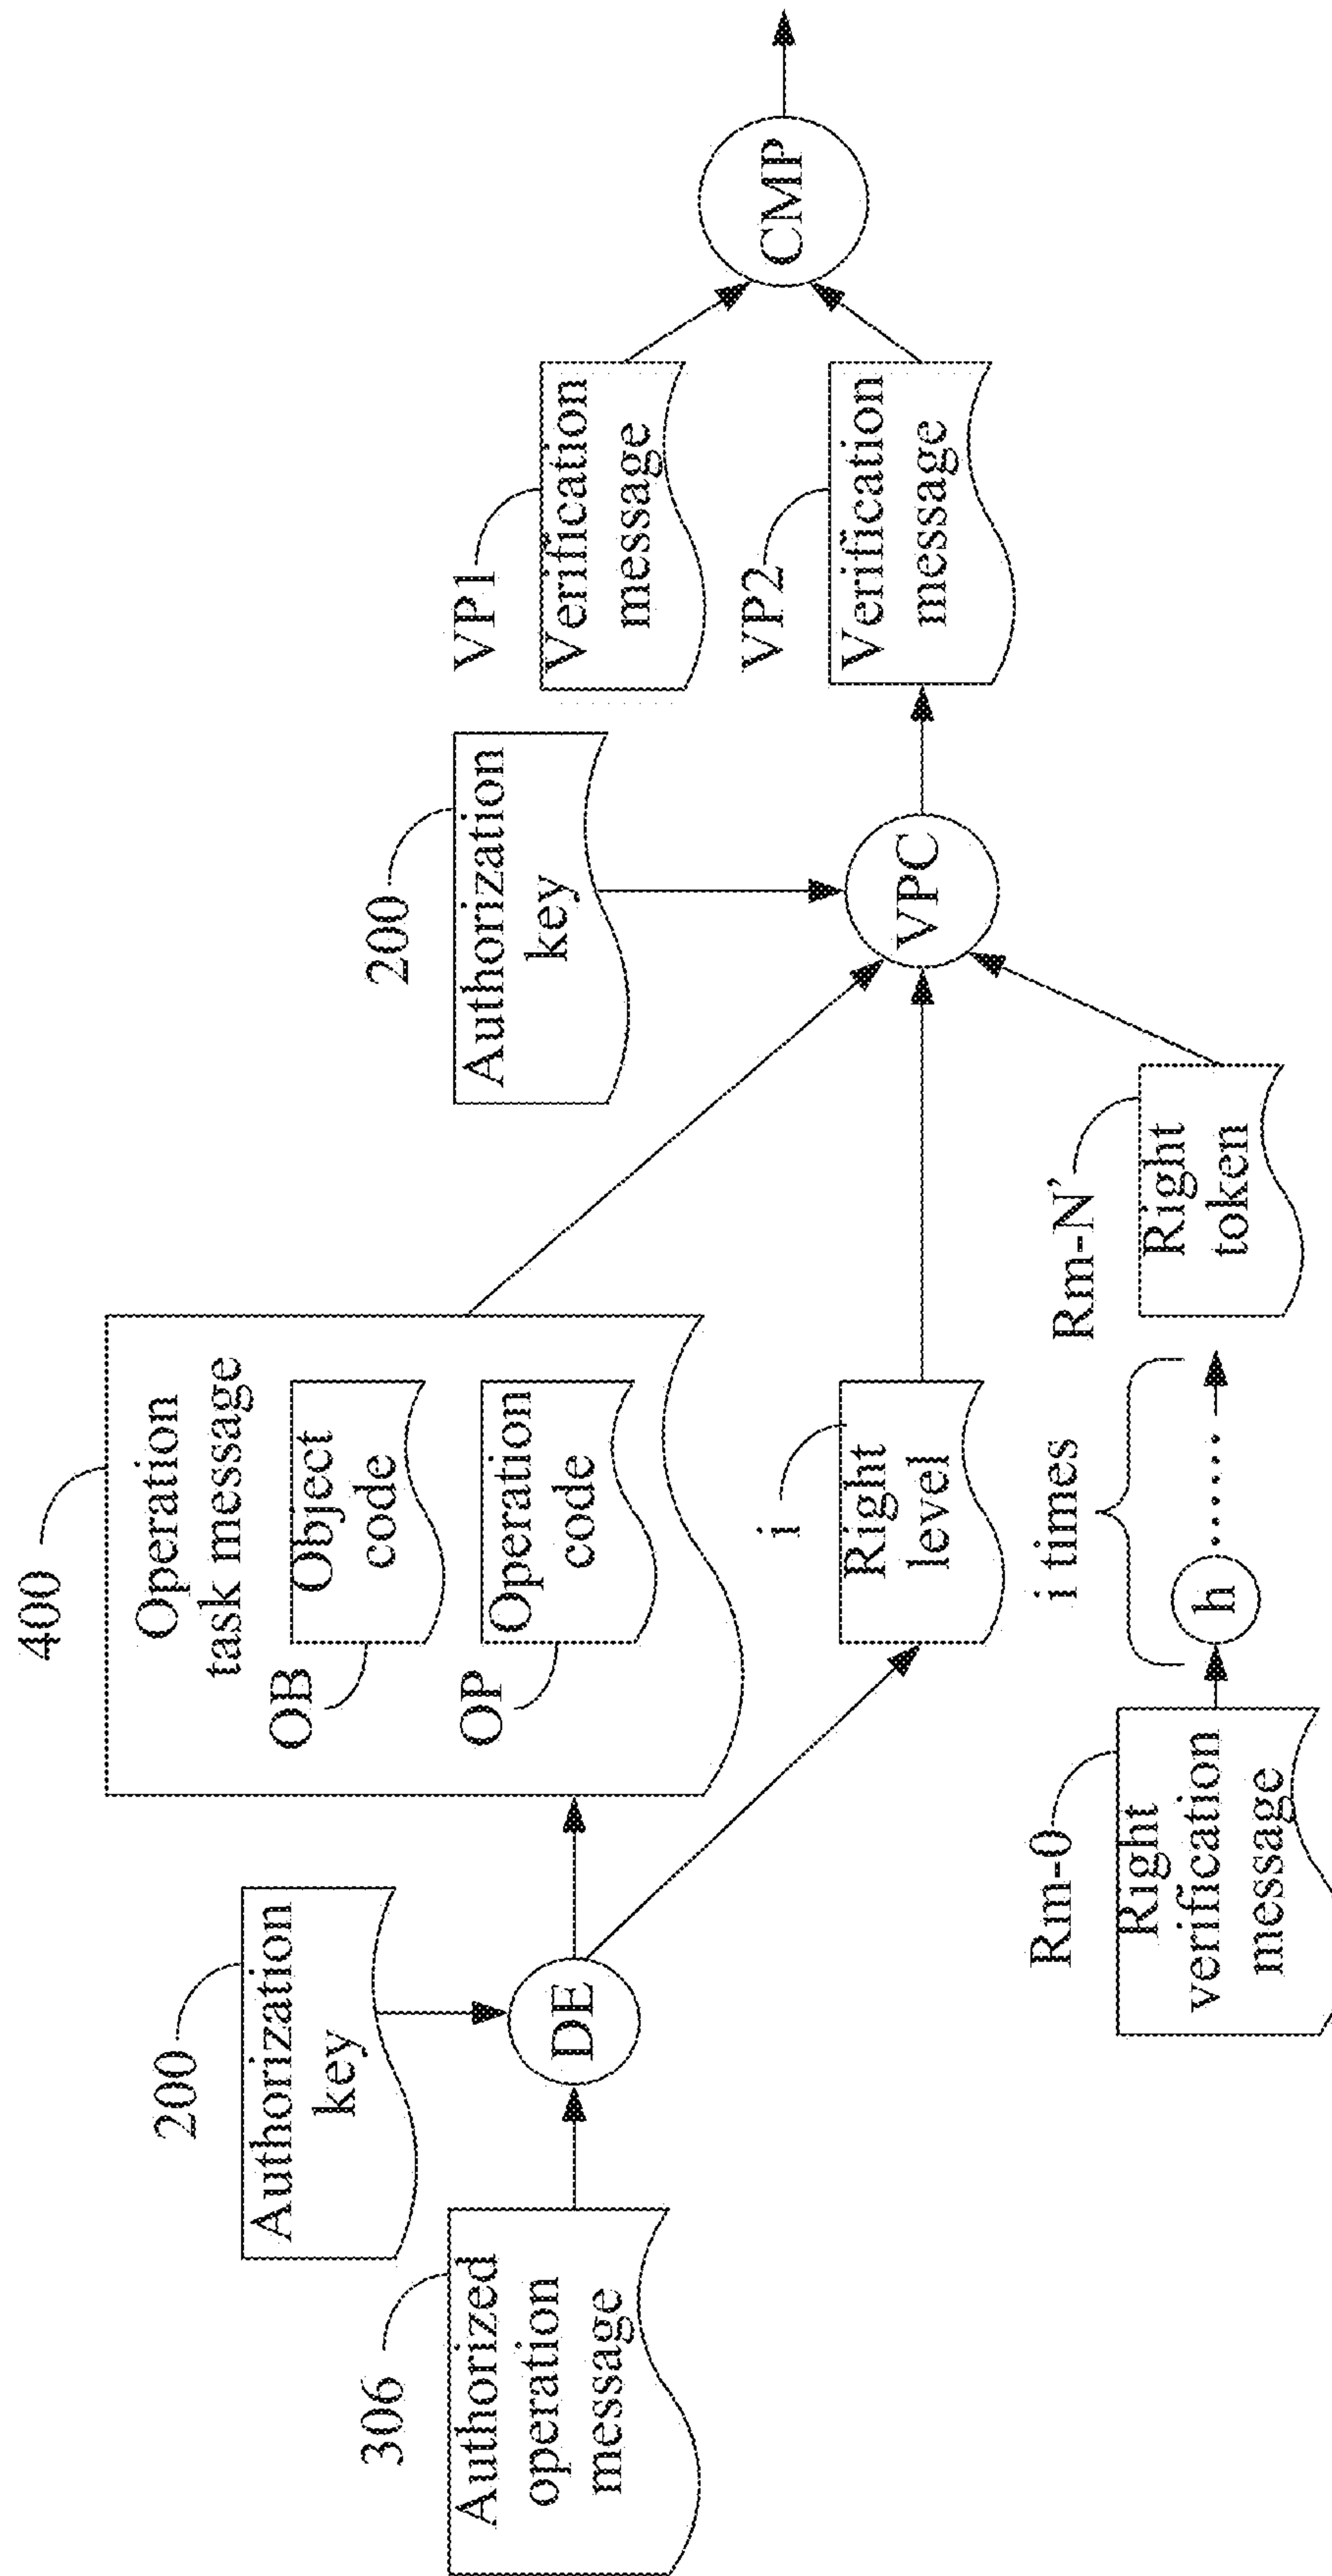 306
Authorized
operation
message
200
Authorization
key
DE
400
Operation
task message
OB
Object
code
OP
Operation
code
i
Right
level
Rm-0
Right
verification
message
h
......
i times
Rm-N'
Right
token
200
Authorization
key
VPC
VP1
Verification
message
VP2
Verification
message
CMP